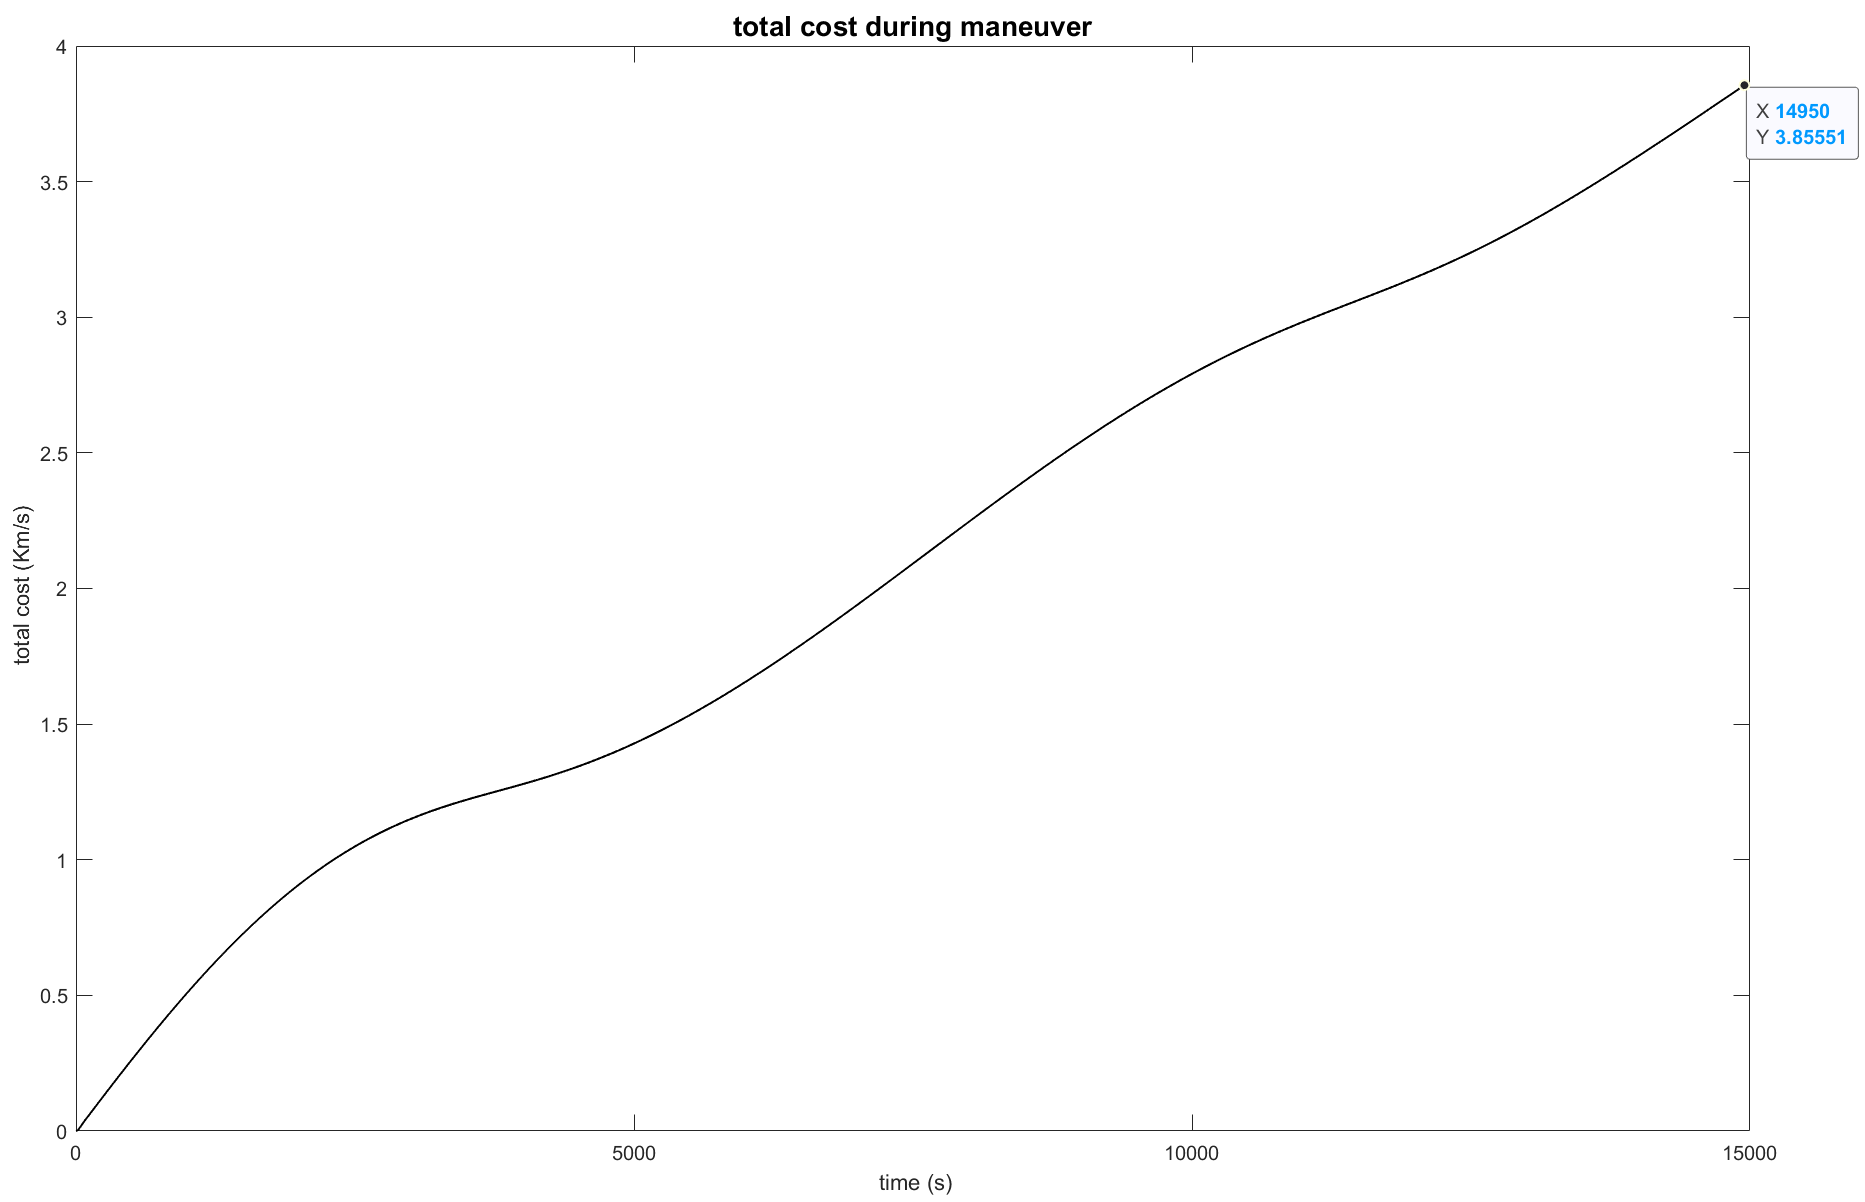 total cost during maneuver
4
3.5
3
2.5
2
1.5
1
0.5
0
total cost (Km/s)
X 14950
Y 3.85551
0 5000 10000 15000
time (s)